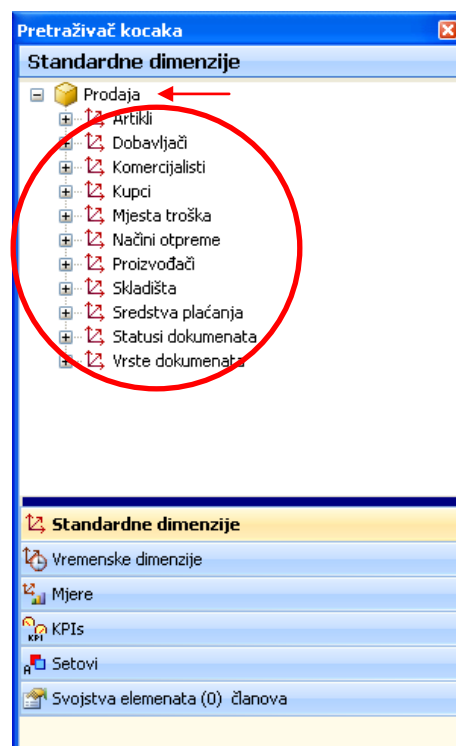 Pretraživač kocaka
Standardne dimenzije
Prodaja
Artikli
Dobavljači
Komercijalisti
Kupci
Mjesta troška
Načini otpreme
Proizvođači
Skladišta
Sredstva plaćanja
Statusi dokumenata
Vrste dokumenata
Standardne dimenzije
Vremenske dimenzije
Mjere
KPI KPIs
A Setovi
Svojstva elemenata (0) članova